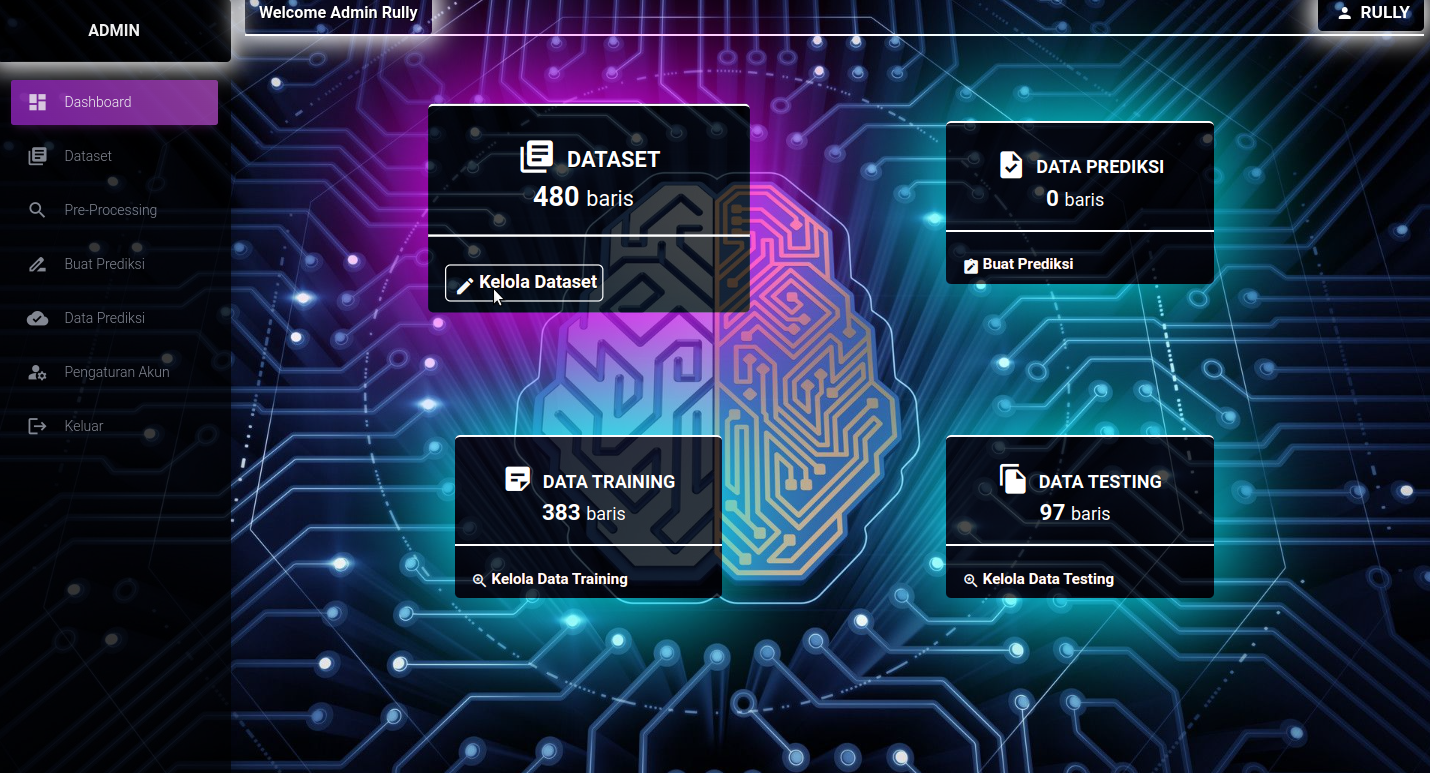 ADMIN
Welcome Admin Rully
RULLY
Dashboard
Dataset
Pre-Processing
Buat Prediksi
Data Prediksi
Pengaturan Akun
Keluar
DATASET
480 baris
Kelola Dataset
DATA PREDIKSI
0 baris
Buat Prediksi
DATA TRAINING
383 baris
Kelola Data Training
DATA TESTING
97 baris
Kelola Data Testing